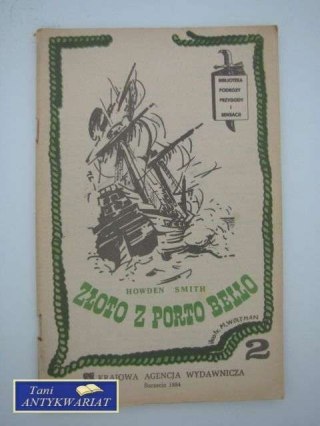 BIBLIOTEKA
PODRÓŻY
PRZYGODY
I
SENSACJI
HOWDEN SMITH
ZŁOTO Z PORTO BELLO
2
KRAJOWA AGENCJA WYDAWNICZA
Szczecin 1984
Tani
ANTYKWARIAT